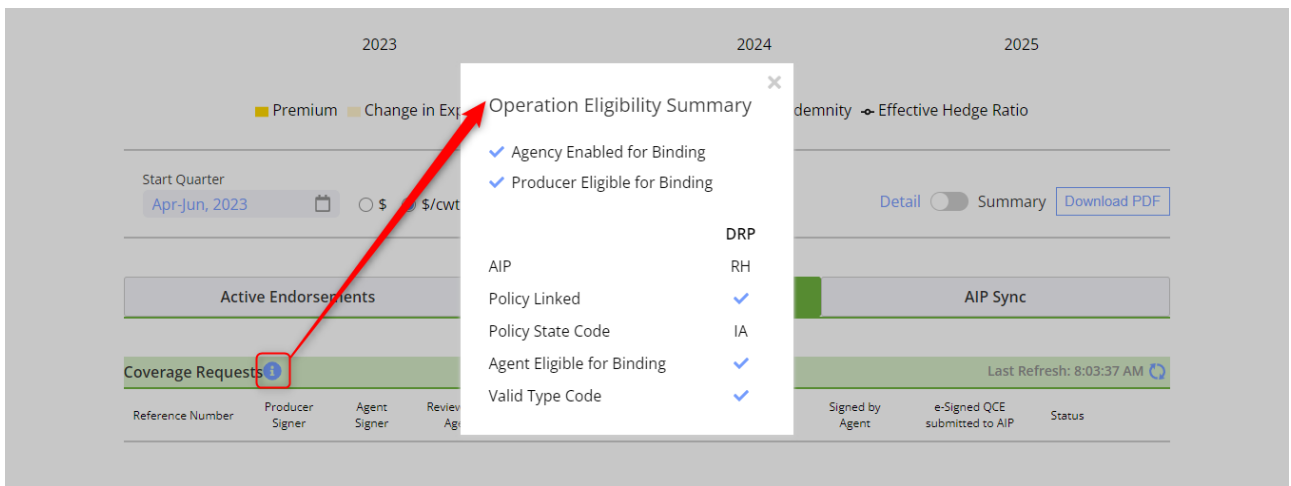 2023 2024 2025
Premium Change in Exp demnity Effective Hedge Ratio
Operation Eligibility Summary
Agency Enabled for Binding
Producer Eligible for Binding
DRP
AIP RH
Policy Linked
Policy State Code IA
Agent Eligible for Binding
Valid Type Code
Start Quarter
Apr-Jun, 2023 $ $/cwt Detail Summary Download PDF
Active Endorsements AIP Sync
Coverage Requests Last Refresh: 8:03:37 AM
Reference Number Producer Signer Agent Signer Review Ag Signed by Agent e-Signed QCE submitted to AIP Status